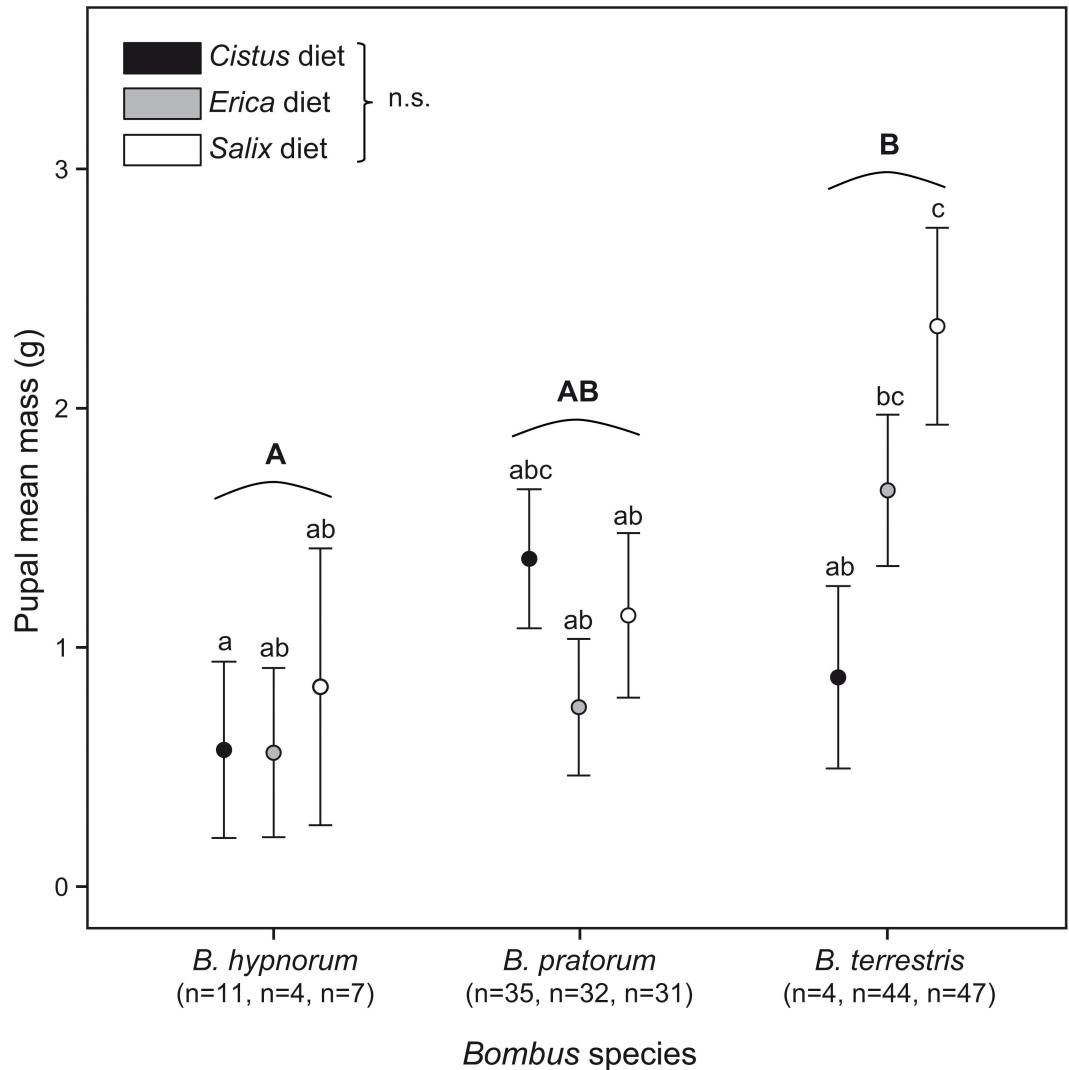 Cistus diet
Erica diet
Salix diet
n.s.
B
c
3
bc
AB
2
abc
A
ab
ab
ab
ab
a
ab
1
0
Pupal mean mass (g)
B. hypnorum
(n=11, n=4, n=7)
B. pratorum
(n=35, n=32, n=31)
B. terrestris
(n=4, n=44, n=47)
Bombus species